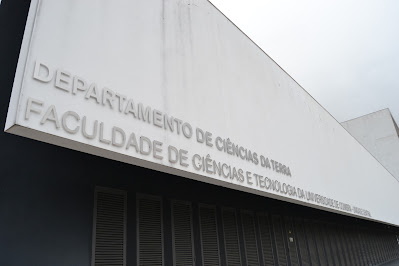 DEPARTAMENTO DE CIÊNCIAS DA TERRA
FACULDADE DE CIÊNCIAS E TECNOLOGIA DA UNIVERSIDADE DE COIMBRA